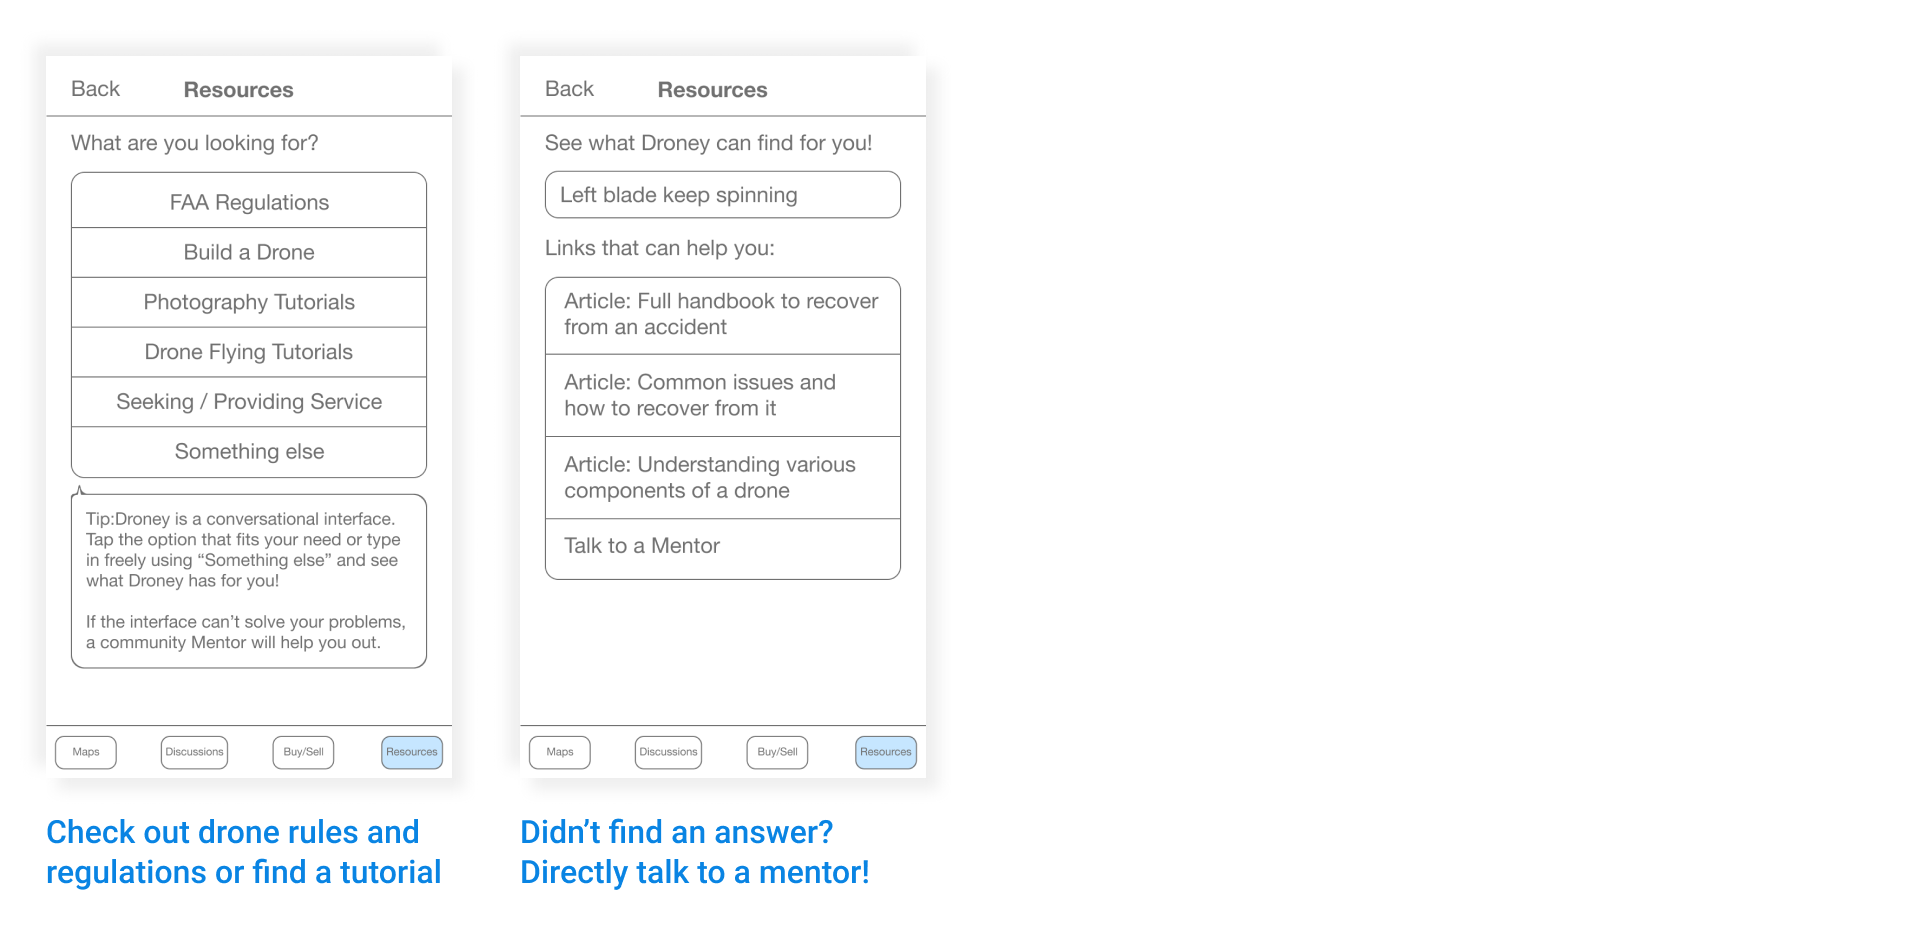 Back
Resources
What are you looking for?
FAA Regulations
Build a Drone
Photography Tutorials
Drone Flying Tutorials
Seeking / Providing Service
Something else
Tip:Droney is a conversational interface.
Tap the option that fits your need or type
in freely using “Something else” and see
what Droney has for you!
If the interface can’t solve your problems,
a community Mentor will help you out.
Maps
Discussions
Buy/Sell
Resources
Check out drone rules and
regulations or find a tutorial
Back
Resources
See what Droney can find for you!
Left blade keep spinning
Links that can help you:
Article: Full handbook to recover
from an accident
Article: Common issues and
how to recover from it
Article: Understanding various
components of a drone
Talk to a Mentor
Maps
Discussions
Buy/Sell
Resources
Didn’t find an answer?
Directly talk to a mentor!